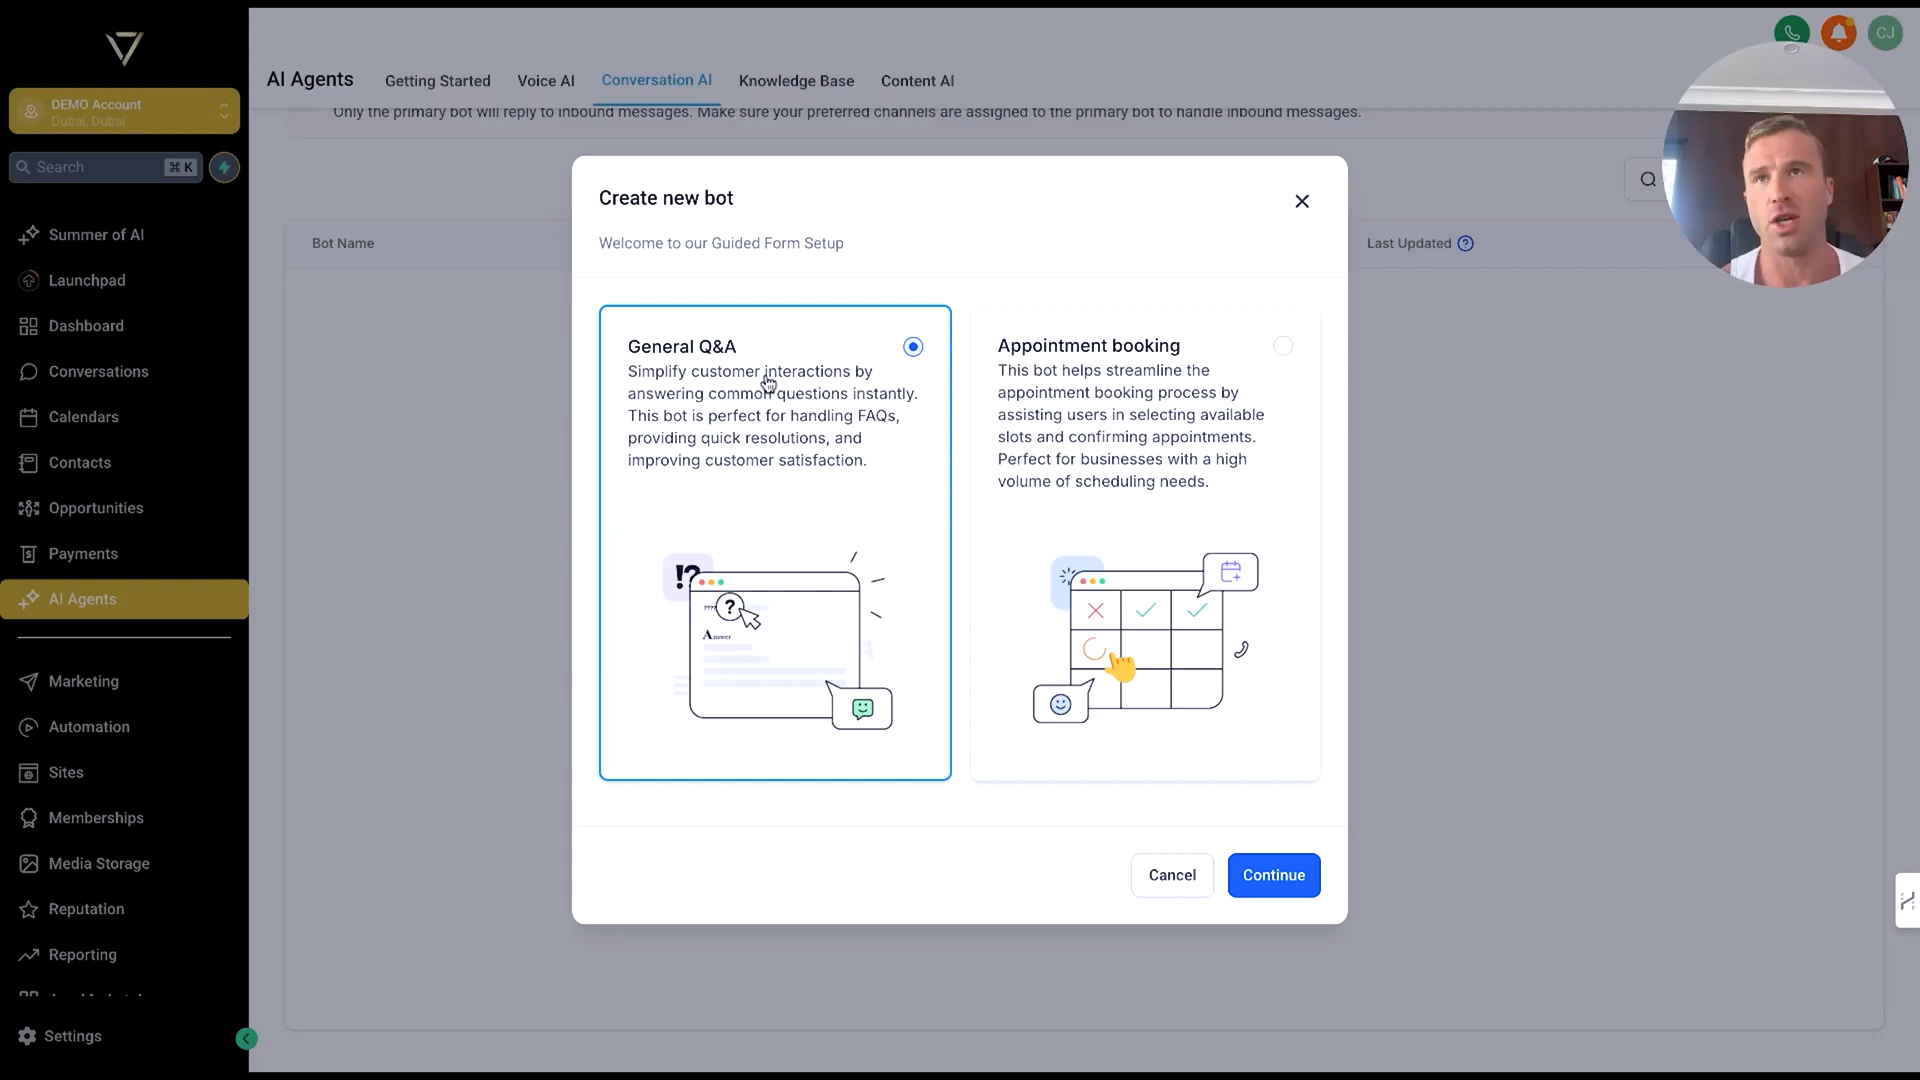 DEMO Account
Dubai, Dubai
Search
⌘ K
Summer of AI
Launchpad
Dashboard
Conversations
Calendars
Contacts
Opportunities
Payments
AI Agents
Marketing
Automation
Sites
Memberships
Media Storage
Reputation
Reporting
Settings
AI Agents
Getting Started
Voice AI
Conversation AI
Knowledge Base
Content AI
CJ
Only the primary bot will reply to inbound messages. Make sure your preferred channels are assigned to the primary bot to handle inbound messages.
Bot Name
Last Updated
Create new bot
Welcome to our Guided Form Setup
General Q&A
Simplify customer interactions by
answering common questions instantly.
This bot is perfect for handling FAQs,
providing quick resolutions, and
improving customer satisfaction.
!?
????
?
Answer
Appointment booking
This bot helps streamline the
appointment booking process by
assisting users in selecting available
slots and confirming appointments.
Perfect for businesses with a high
volume of scheduling needs.
Cancel
Continue